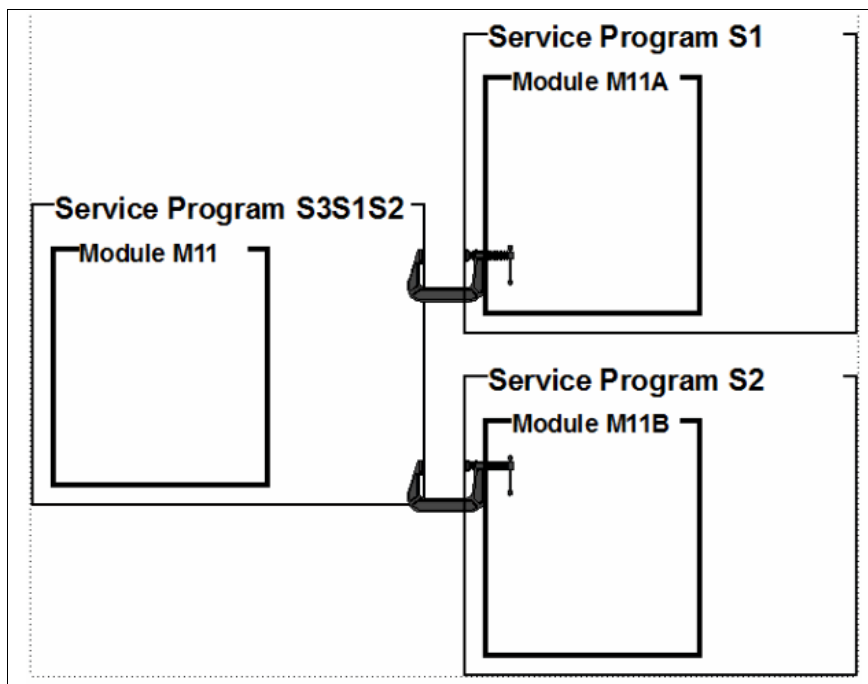 Service Program S1
Module M11A
Service Program S3S1S2
Module M11
Service Program S2
Module M11B